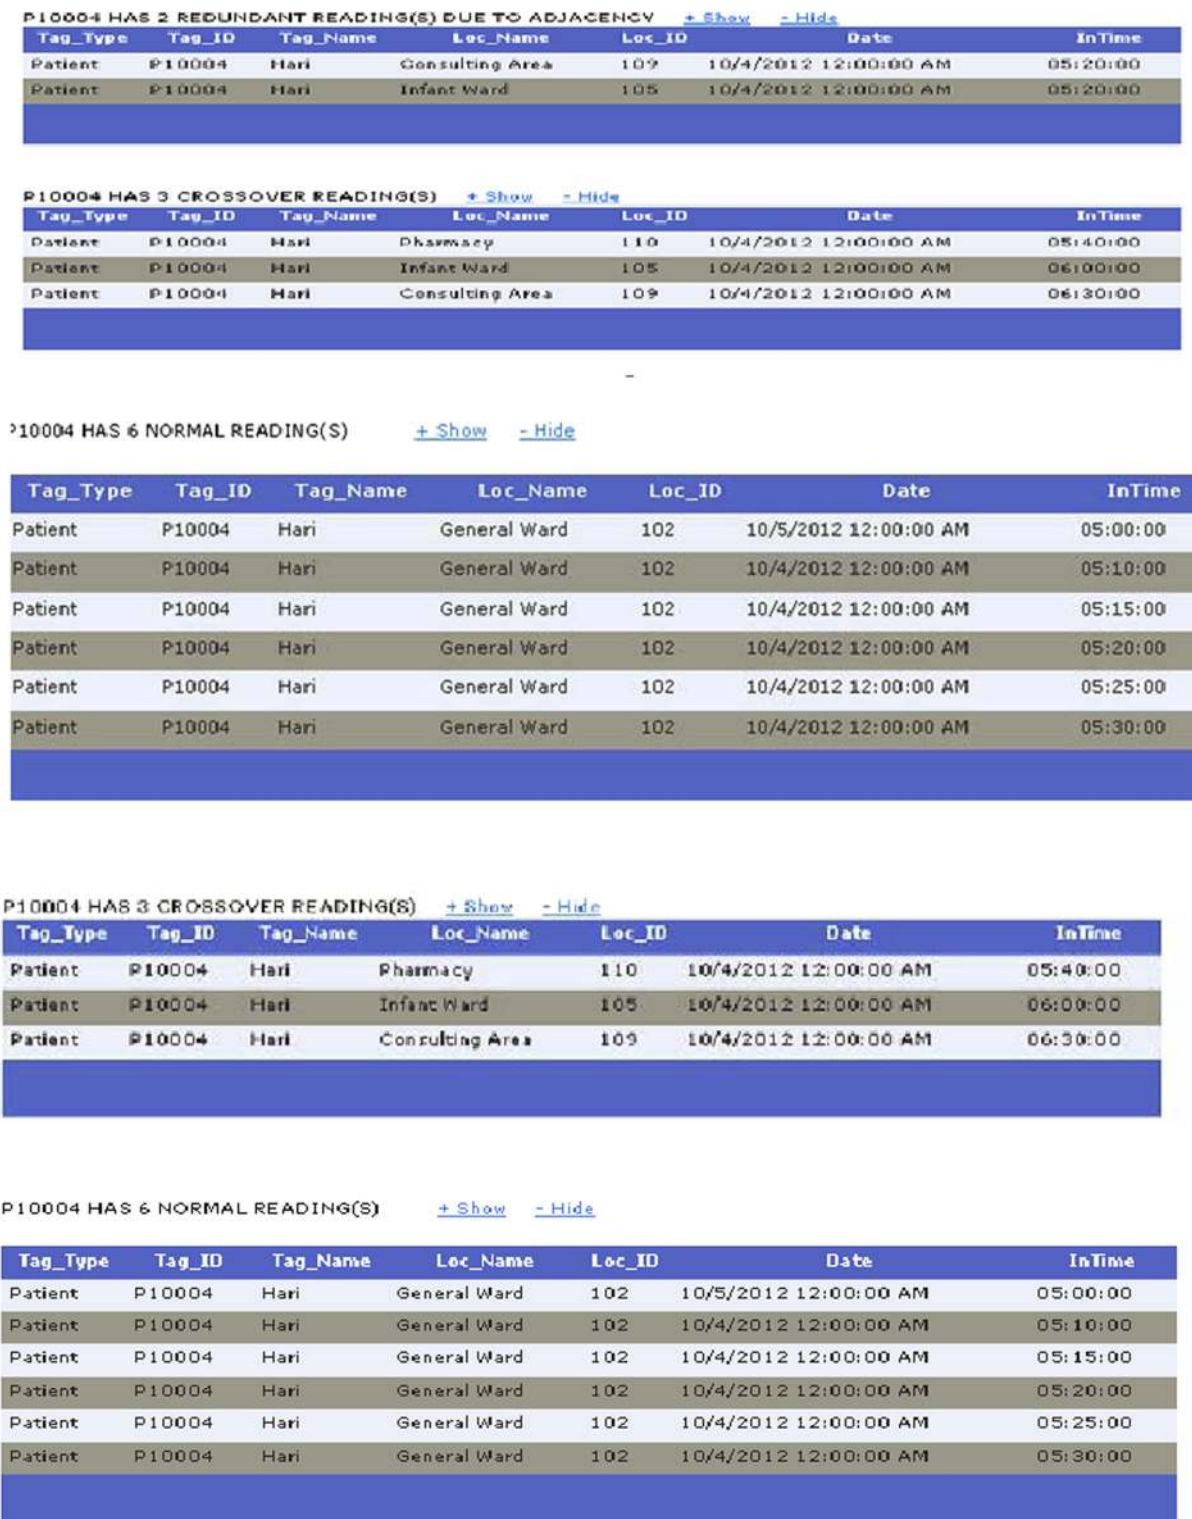 P10004 HAS 2 REDUNDANT READING(S) DUE TO ADJACENCY + Show - Hide
Tag_Type Tag_ID Tag_Name Loc_Name Loc_ID Date InTime
Patient P10004 Hari Consulting Area 109 10/4/2012 12:00:00 AM 05:20:00
Patient P10004 Hari Infant Ward 105 10/4/2012 12:00:00 AM 05:20:00
P10004 HAS 3 CROSSOVER READING(S) + Show - Hide
Tag_Type Tag_ID Tag_Name Loc_Name Loc_ID Date InTime
Patient P10004 Hari Pharmacy 110 10/4/2012 12:00:00 AM 05:40:00
Patient P10004 Hari Infant Ward 105 10/4/2012 12:00:00 AM 06:00:00
Patient P10004 Hari Consulting Area 109 10/4/2012 12:00:00 AM 06:30:00
P10004 HAS 6 NORMAL READING(S) + Show - Hide
Tag_Type Tag_ID Tag_Name Loc_Name Loc_ID Date InTime
Patient P10004 Hari General Ward 102 10/5/2012 12:00:00 AM 05:00:00
Patient P10004 Hari General Ward 102 10/4/2012 12:00:00 AM 05:10:00
Patient P10004 Hari General Ward 102 10/4/2012 12:00:00 AM 05:15:00
Patient P10004 Hari General Ward 102 10/4/2012 12:00:00 AM 05:20:00
Patient P10004 Hari General Ward 102 10/4/2012 12:00:00 AM 05:25:00
Patient P10004 Hari General Ward 102 10/4/2012 12:00:00 AM 05:30:00
P10004 HAS 3 CROSSOVER READING(S) + Show - Hide
Tag_Type Tag_ID Tag_Name Loc_Name Loc_ID Date InTime
Patient P10004 Hari Pharmacy 110 10/4/2012 12:00:00 AM 05:40:00
Patient P10004 Hari Infant Ward 105 10/4/2012 12:00:00 AM 06:00:00
Patient P10004 Hari Consulting Area 109 10/4/2012 12:00:00 AM 06:30:00
P10004 HAS 6 NORMAL READING(S) + Show - Hide
Tag_Type Tag_ID Tag_Name Loc_Name Loc_ID Date InTime
Patient P10004 Hari General Ward 102 10/5/2012 12:00:00 AM 05:00:00
Patient P10004 Hari General Ward 102 10/4/2012 12:00:00 AM 05:10:00
Patient P10004 Hari General Ward 102 10/4/2012 12:00:00 AM 05:15:00
Patient P10004 Hari General Ward 102 10/4/2012 12:00:00 AM 05:20:00
Patient P10004 Hari General Ward 102 10/4/2012 12:00:00 AM 05:25:00
Patient P10004 Hari General Ward 102 10/4/2012 12:00:00 AM 05:30:00